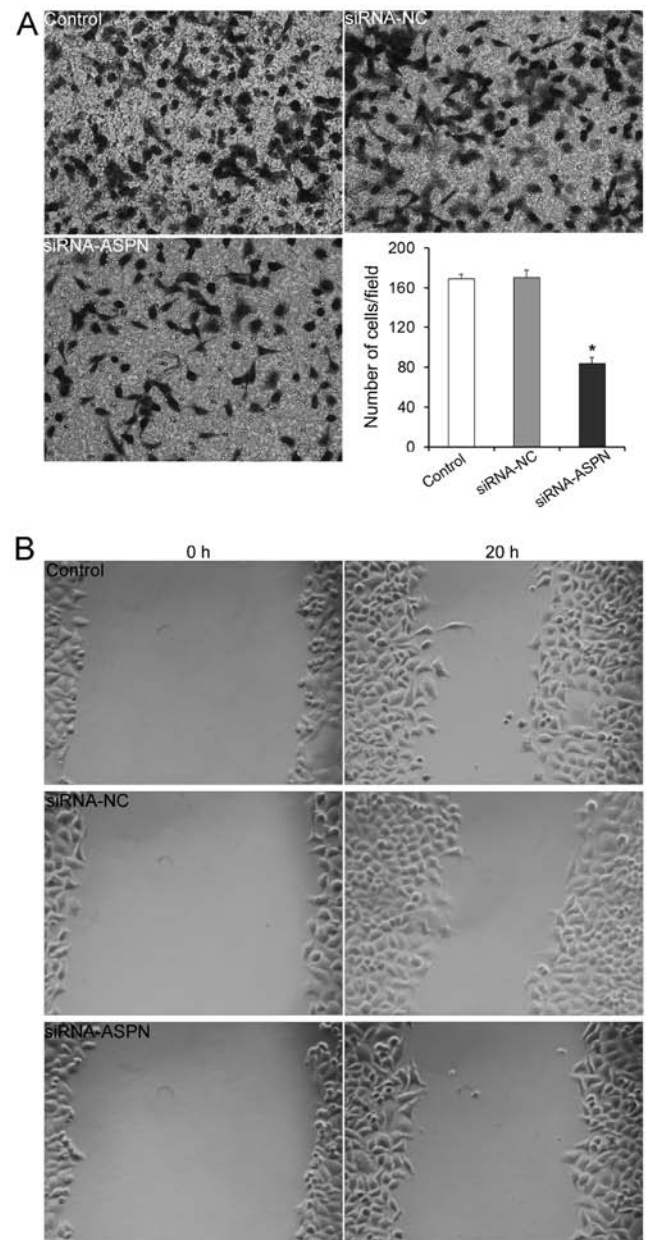 A
Control
siRNA-NC
siRNA-ASPN
Number of cells/field
200
160
120
80
40
0
*
Control
siRNA-NC
siRNA-ASPN
B
0 h
20 h
Control
siRNA-NC
siRNA-ASPN